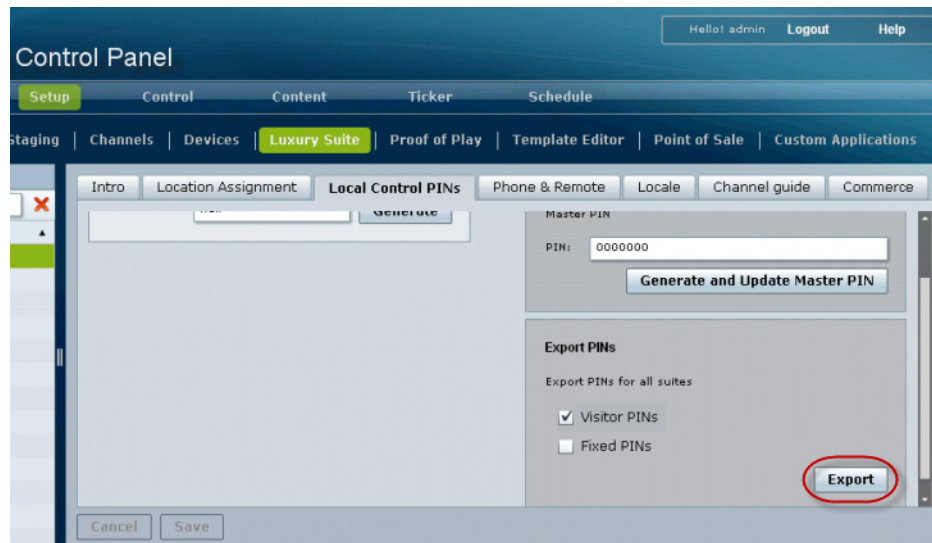 Hello! admin Logout Help
Control Panel
Setup Control Content Ticker Schedule
Staging | Channels | Devices | Luxury Suite | Proof of Play | Template Editor | Point of Sale | Custom Applications
Intro Location Assignment Local Control PINs Phone & Remote Locale Channel guide Commerce
Generate
Master PIN
PIN: 0000000
Generate and Update Master PIN
Export PINs
Export PINs for all suites
Visitor PINs
Fixed PINs
Export
Cancel Save